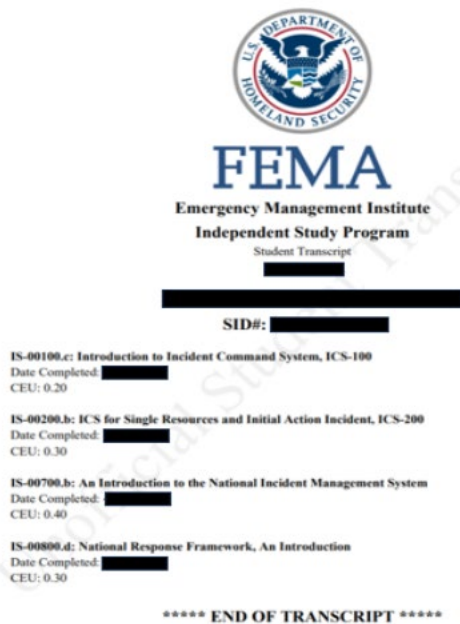 U.S. DEPARTMENT OF HOMELAND SECURITY
FEMA
Emergency Management Institute
Independent Study Program
Student Transcript
SID#:
IS-00100.c: Introduction to Incident Command System, ICS-100
Date Completed:
CEU: 0.20
IS-00200.b: ICS for Single Resources and Initial Action Incident, ICS-200
Date Completed:
CEU: 0.30
IS-00700.b: An Introduction to the National Incident Management System
Date Completed:
CEU: 0.40
IS-00800.d: National Response Framework, An Introduction
Date Completed:
CEU: 0.30
***** END OF TRANSCRIPT *****
Unofficial Student Trans